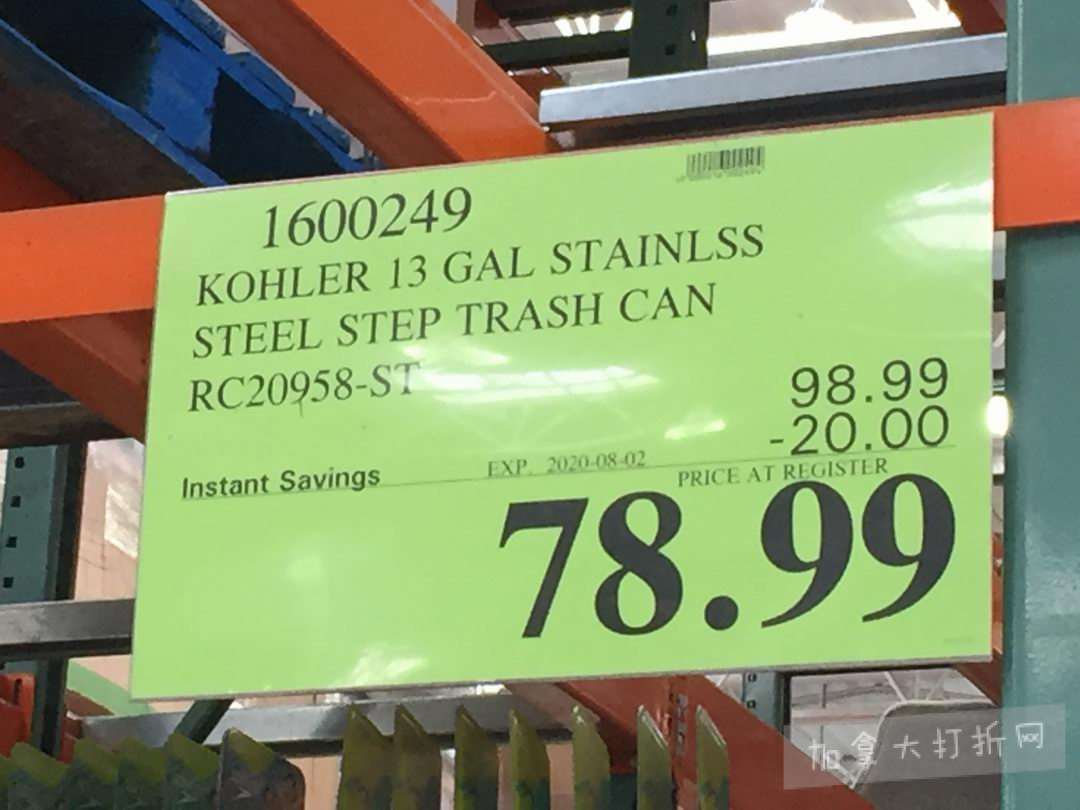 1600249
KOHLER 13 GAL STAINLSS
STEEL STEP TRASH CAN
RC20958-ST
98.99
-20.00
Instant Savings EXP. 2020-08-02 PRICE AT REGISTER
78.99
加拿大打折网